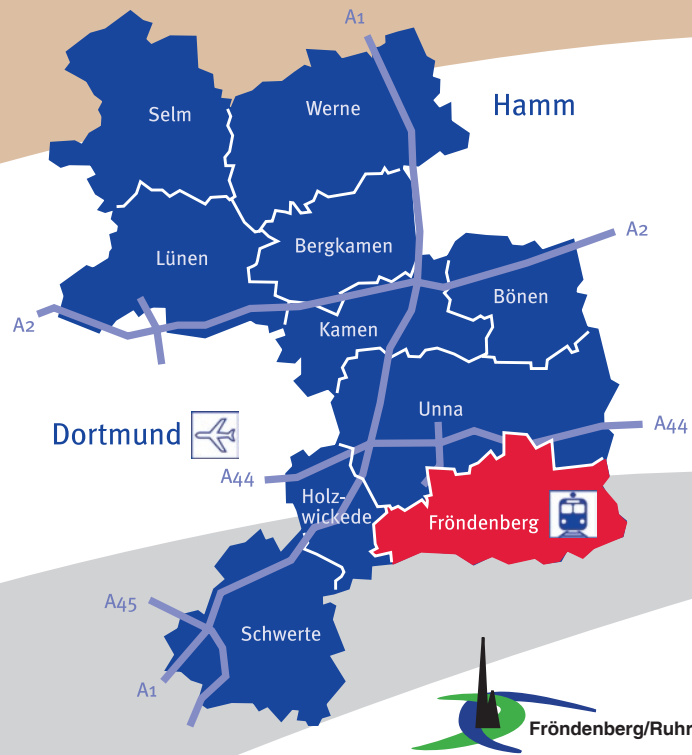 A1
Selm
Werne
Hamm
Bergkamen
A2
Lünen
Bönen
A2
Kamen
Unna
A44
Dortmund
A44
Holz-
wickede
Fröndenberg
A45
Schwerte
A1
Fröndenberg/Ruhr